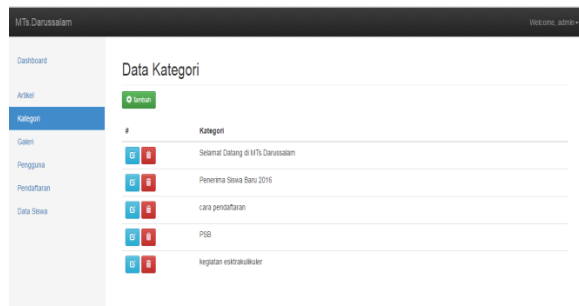 MTs.Darussalam
Welcome, admin
Dashboard
Artikel
Kategori
Galeri
Pengguna
Pendaftaran
Data Siswa
Data Kategori
Tambah
# Kategori
Selamat Datang di MTs Darussalam
Penerima Siswa Baru 2016
cara pendaftaran
PSB
kegiatan esktrakulikuler